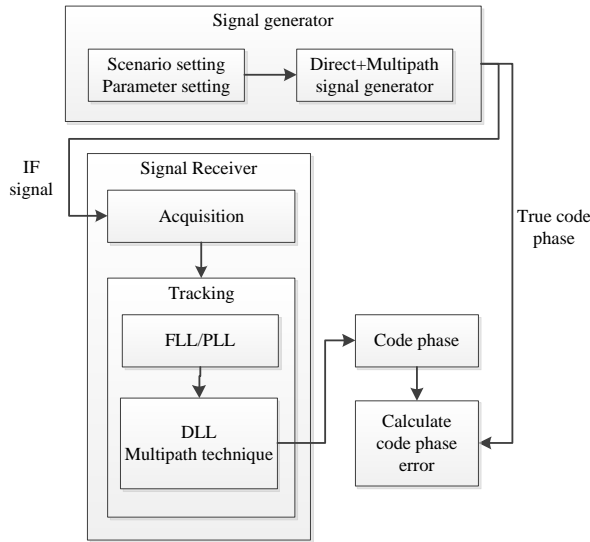 Signal generator
Scenario setting
Parameter setting
Direct+Multipath
signal generator
IF
signal
Signal Receiver
Acquisition
True code
phase
Tracking
FLL/PLL
Code phase
DLL
Multipath technique
Calculate
code phase
error